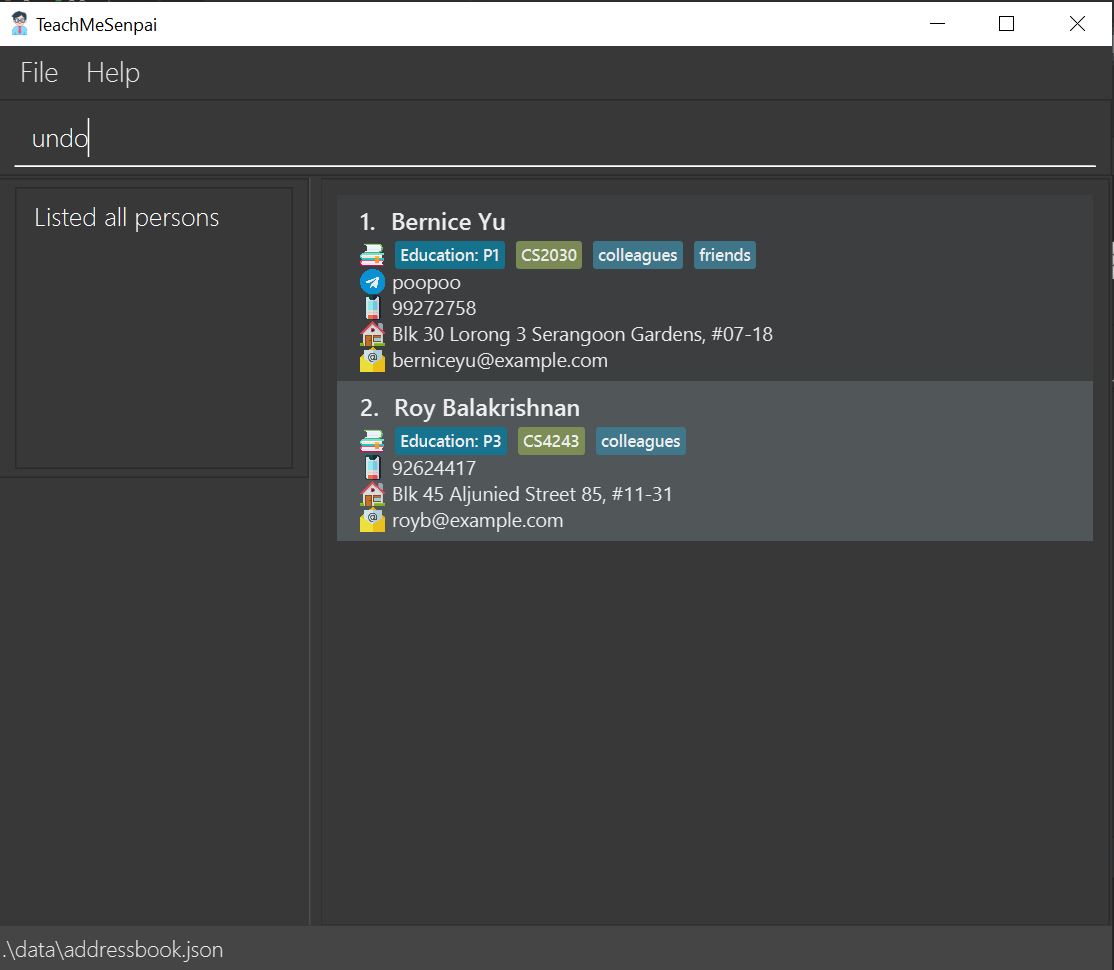 TeachMeSenpai
File Help
undo
Listed all persons
1. Bernice Yu
Education: P1 CS2030 colleagues friends
poopoo
99272758
Blk 30 Lorong 3 Serangoon Gardens, #07-18
berniceyu@example.com
2. Roy Balakrishnan
Education: P3 CS4243 colleagues
92624417
Blk 45 Aljunied Street 85, #11-31
royb@example.com
.\data\addressbook.json